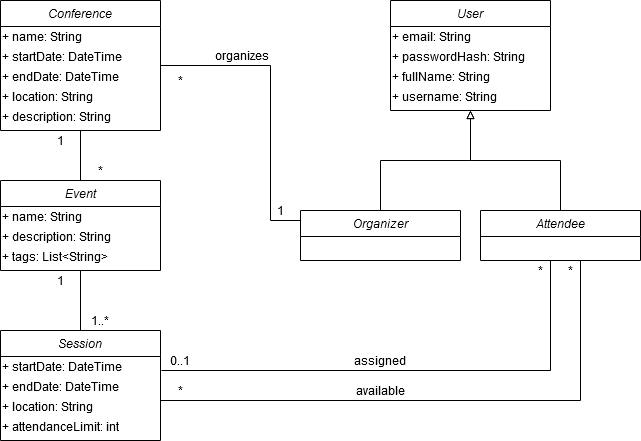 Conference
+ name: String
+ startDate: DateTime
+ endDate: DateTime
+ location: String
+ description: String
User
+ email: String
+ passwordHash: String
+ fullName: String
+ username: String
organizes
*
1
1
*
Event
+ name: String
+ description: String
+ tags: List<String>
Organizer
Attendee
1
1..*
*
*
Session
+ startDate: DateTime
+ endDate: DateTime
+ location: String
+ attendanceLimit: int
0..1
assigned
*
available